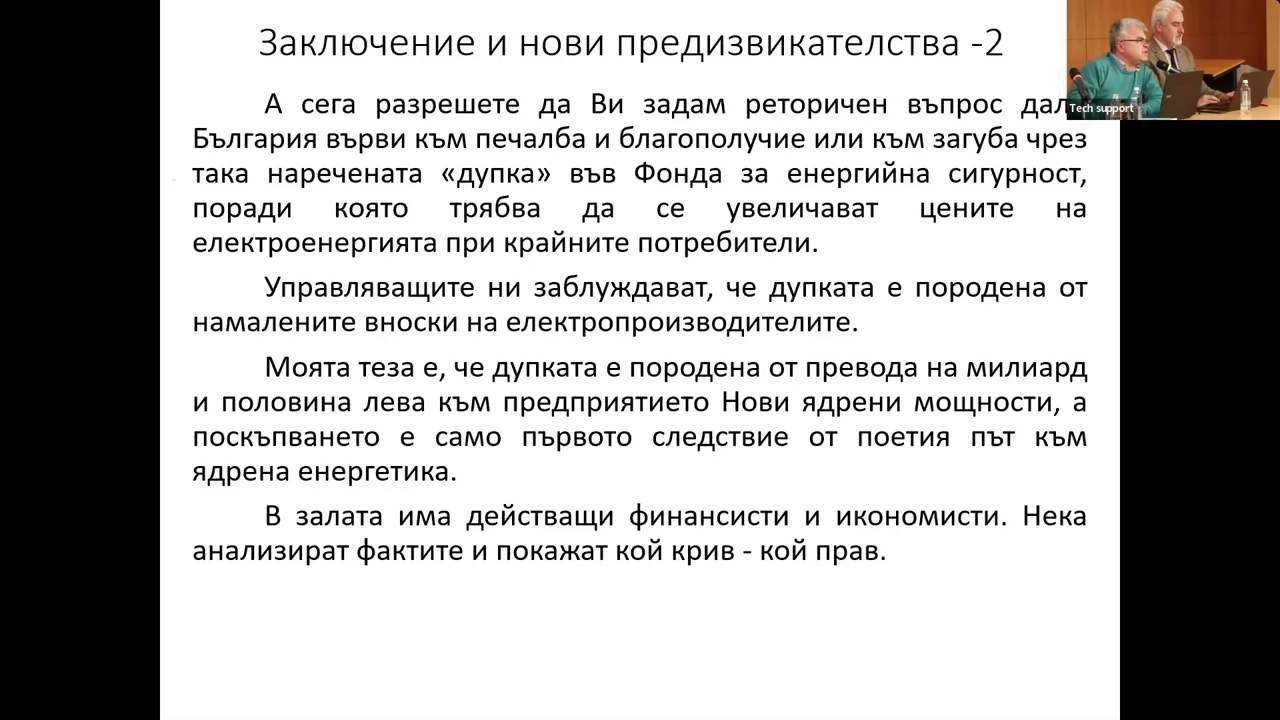 Заключение и нови предизвикателства -2
А сега разрешете да Ви задам реторичен въпрос
България върви към печалба и благополучие или към загуба чрез
така наречената «дупка» във Фонда за енергийна сигурност,
поради която трябва да се увеличават цените на
електроенергията при крайните потребители.
Управляващите ни заблуждават, че дупката е породена от
намалените вноски на електропроизводителите.
Моята теза е, че дупката е породена от превода на милиард
и половина лева към предприятието Нови ядрени мощности, а
поскъпването е само първото следствие от поетия път към
ядрена енергетика.
В залата има действащи финансисти и икономисти. Нека
анализират фактите и покажат кой крив - кой прав.
Tech support